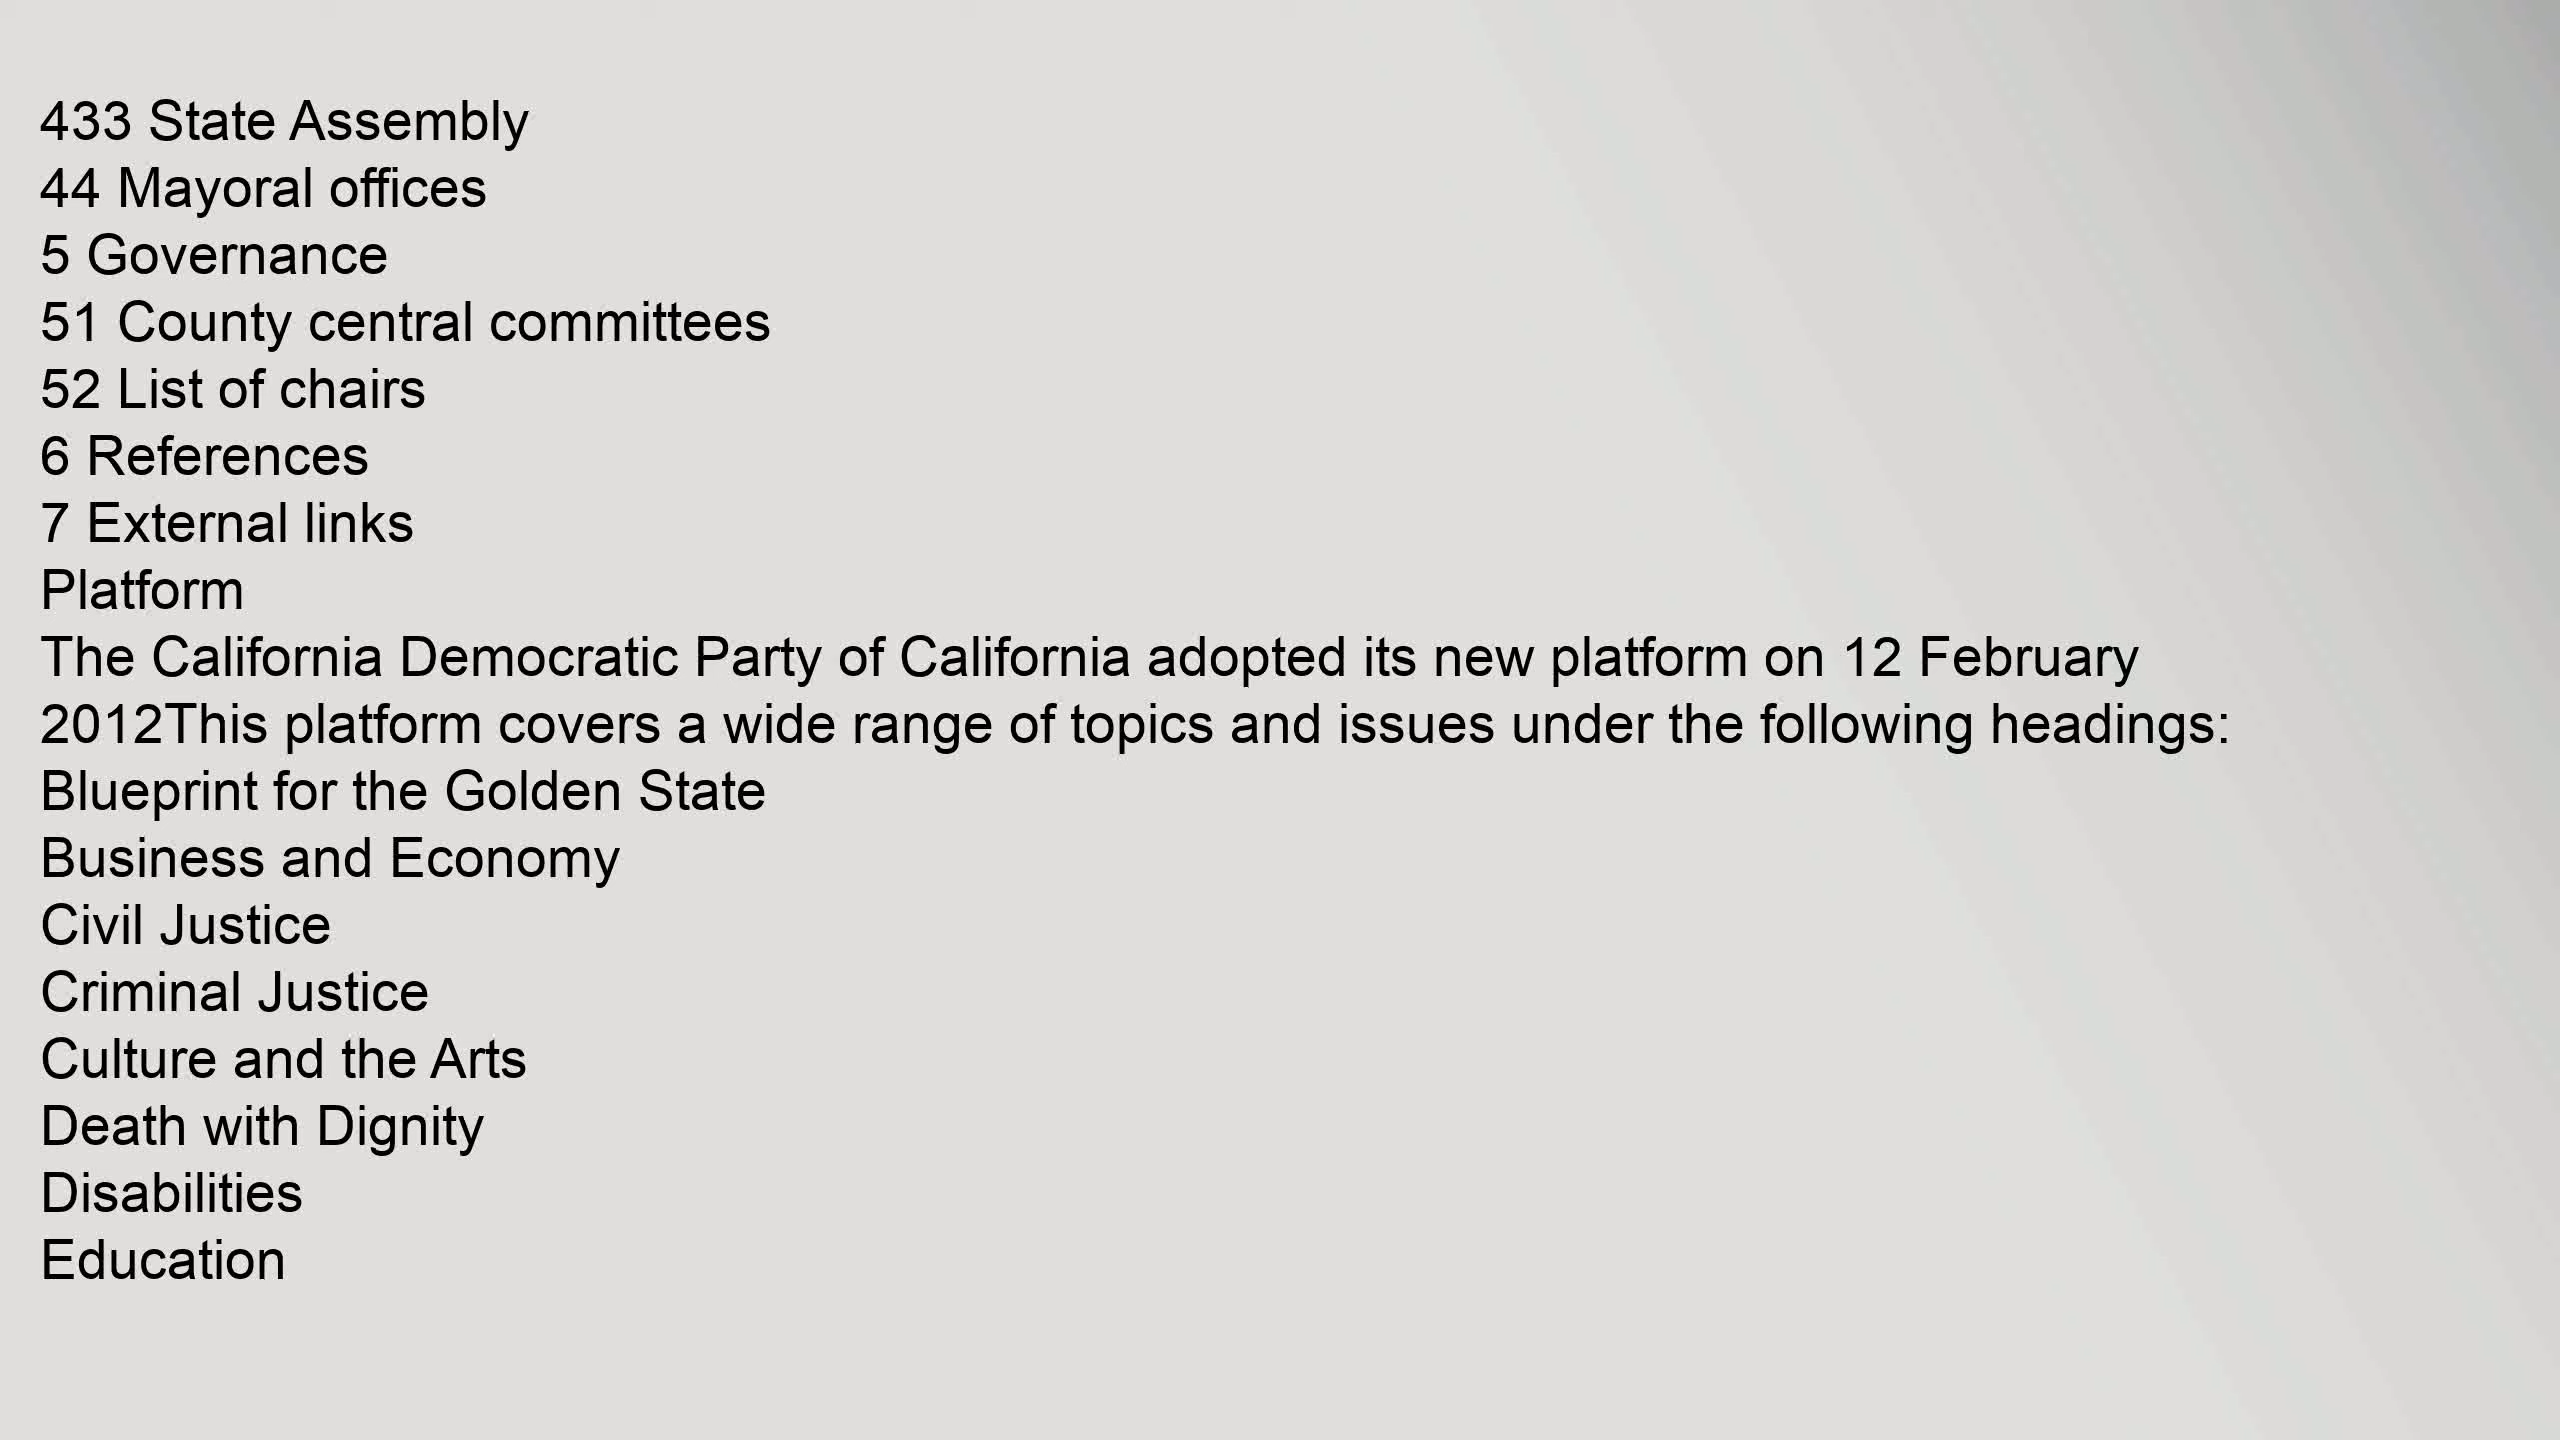 433 State Assembly
44 Mayoral offices
5 Governance
51 County central committees
52 List of chairs
6 References
7 External links
Platform
The California Democratic Party of California adopted its new platform on 12 February
2012This platform covers a wide range of topics and issues under the following headings:
Blueprint for the Golden State
Business and Economy
Civil Justice
Criminal Justice
Culture and the Arts
Death with Dignity
Disabilities
Education